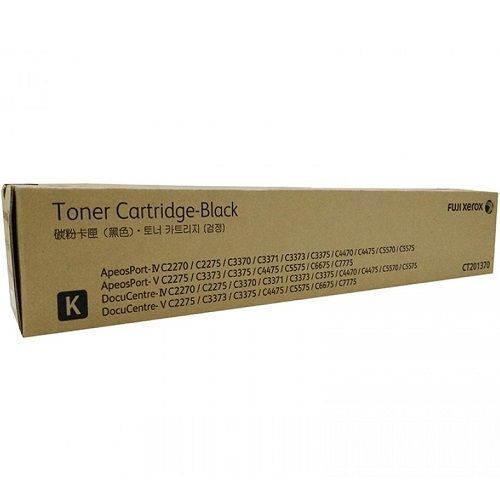 Toner Cartridge-Black
FUJI xerox
碳粉卡匣（黑色）・토너 카트리지 (검정)
ApeosPort-IV C2270 / C2275 / C3370 / C3371 / C3373 / C3375 / C4470 / C4475 / C5570 / C5575
ApeosPort- V C2275 / C3373 / C3375 / C4475 / C5575 / C6675 / C7775
DocuCentre-IV C2270 / C2275 / C3370 / C3371 / C3373 / C3375 / C4470 / C4475 / C5570 / C5575
DocuCentre- V C2275 / C3373 / C3375 / C4475 / C5575 / C6675 / C7775
CT201370
K